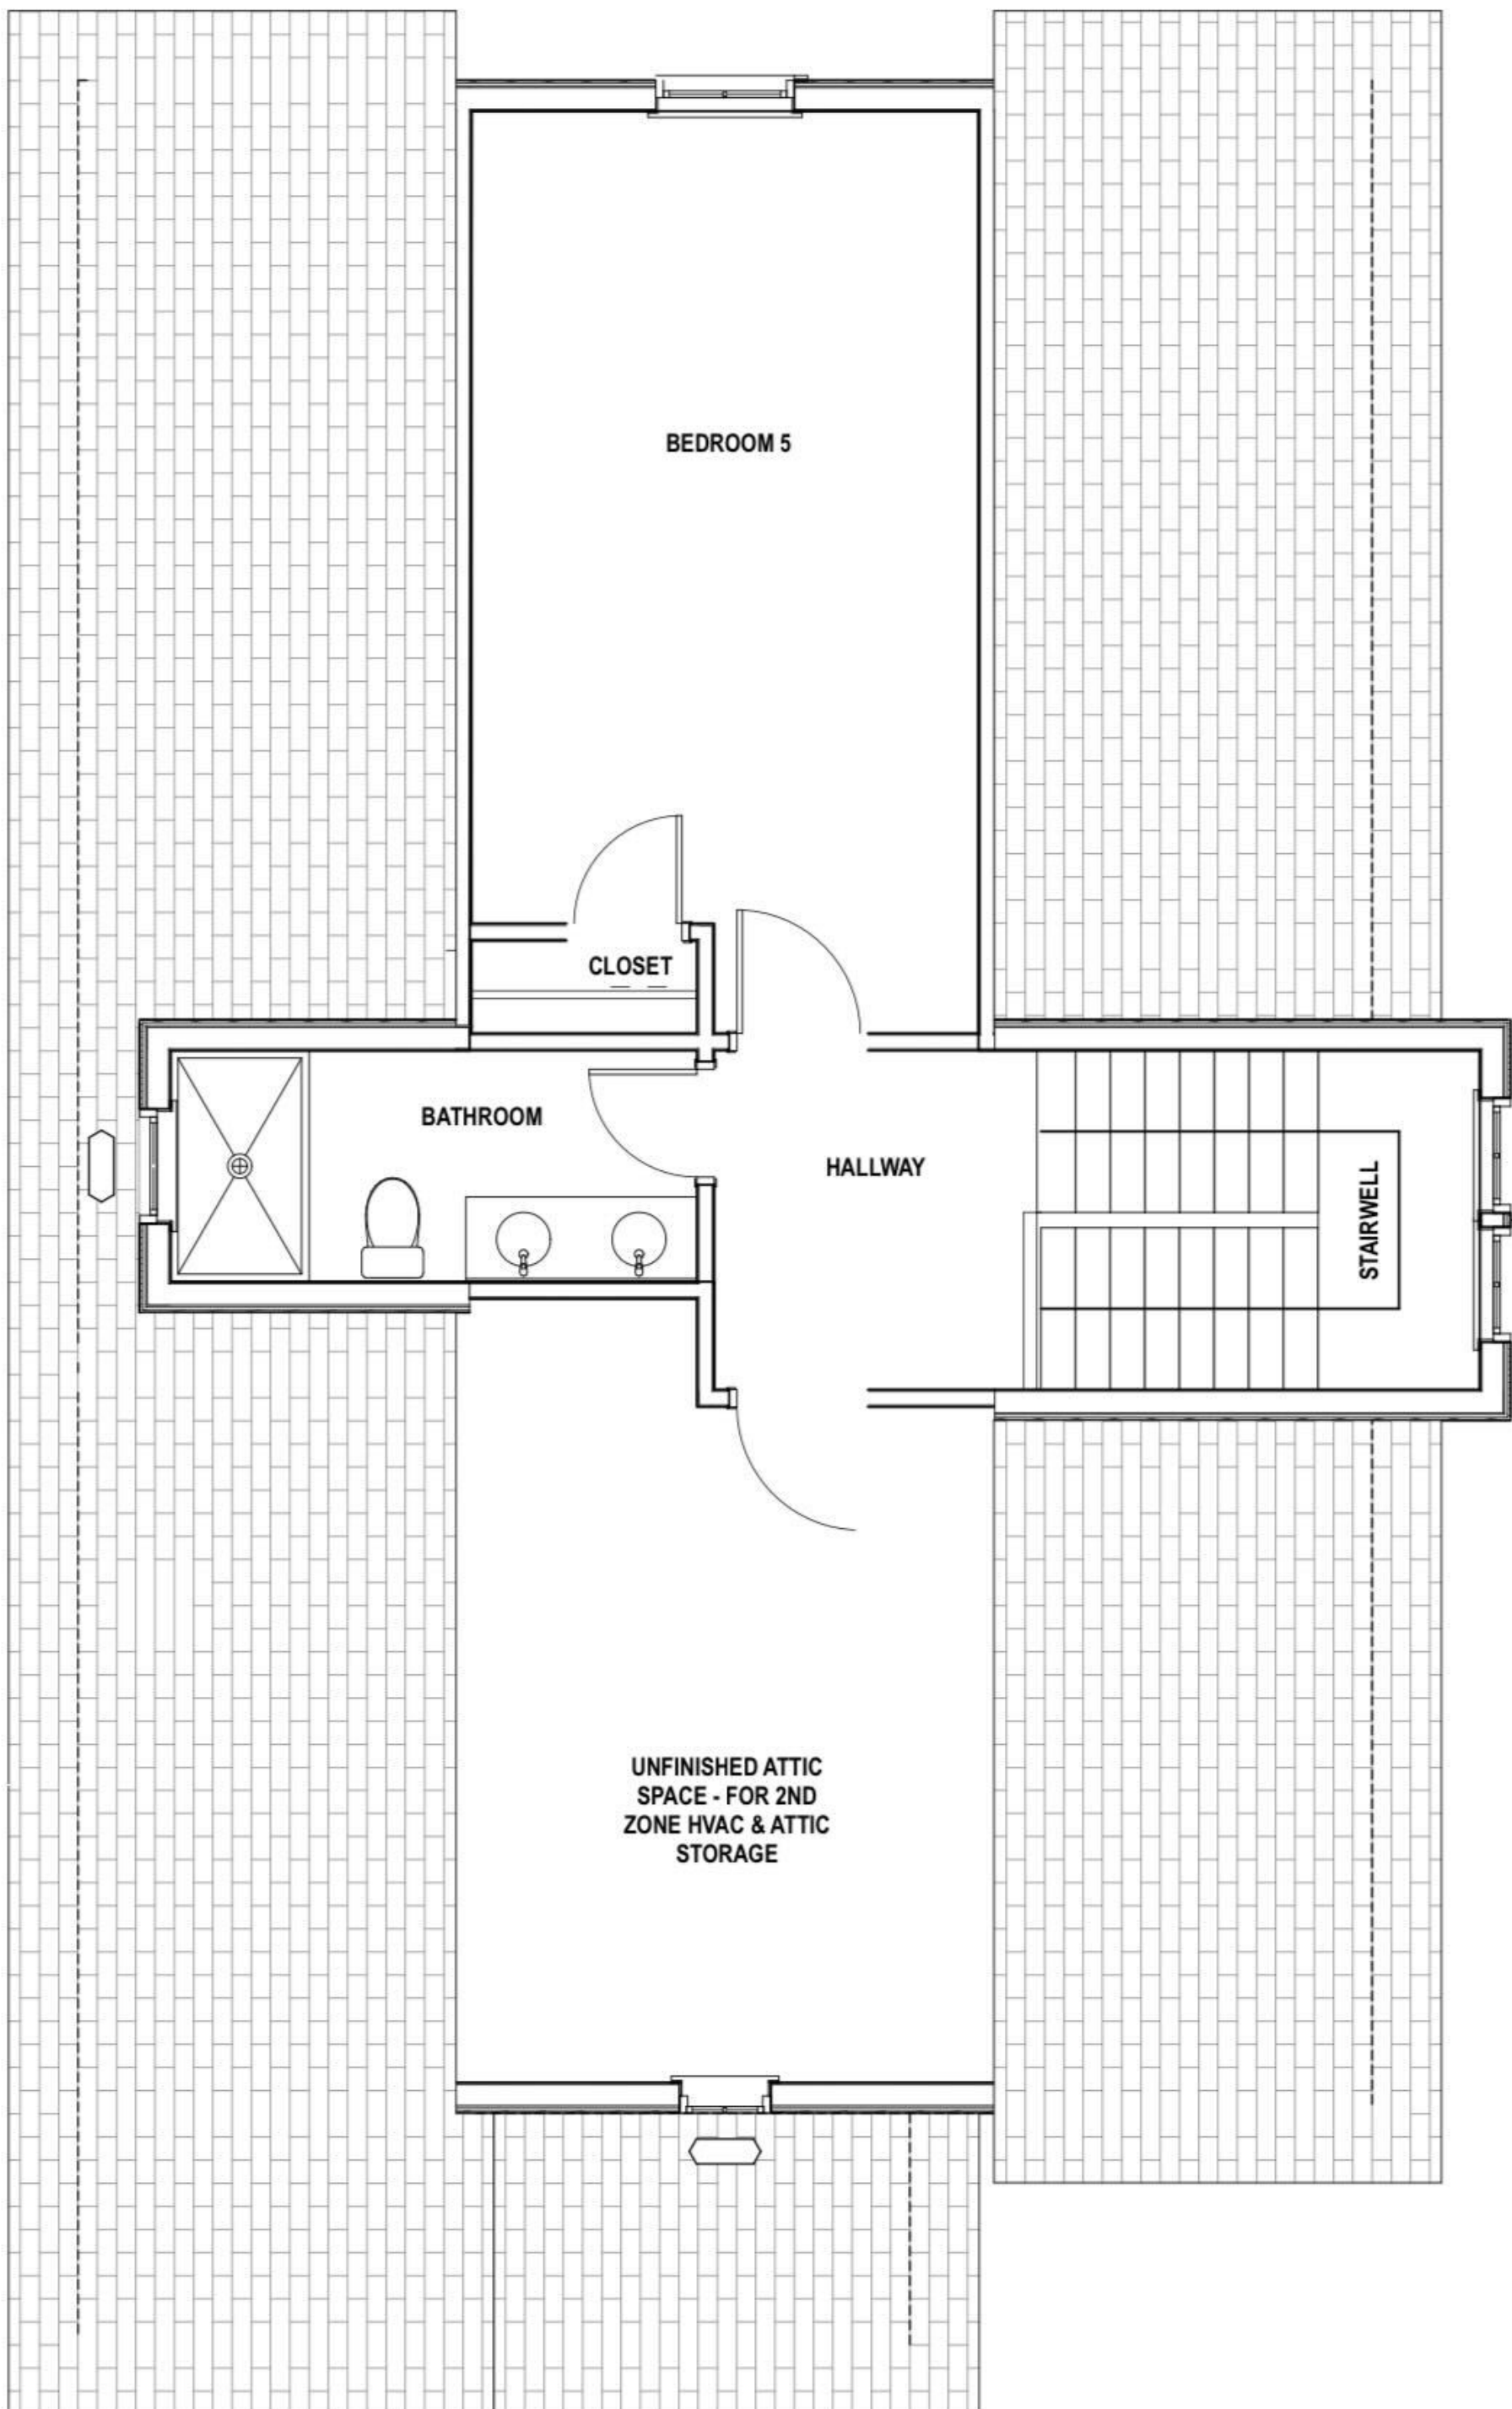 BEDROOM 5
CLOSET
BATHROOM
HALLWAY
STAIRWELL
UNFINISHED ATTIC
SPACE - FOR 2ND
ZONE HVAC & ATTIC
STORAGE